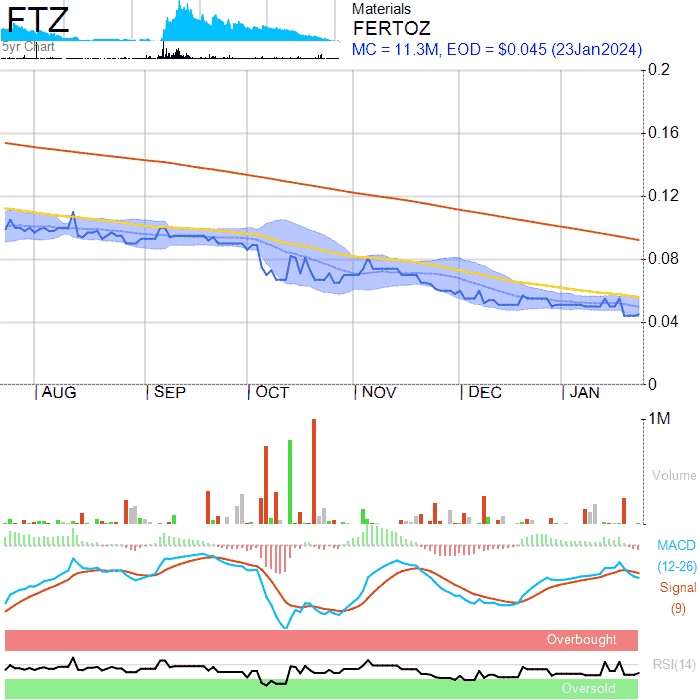 FTZ
5yr Chart
Materials
FERTOZ
MC = 11.3M, EOD = $0.045 (23Jan2024)
0.2
0.16
0.12
0.08
0.04
0
AUG SEP OCT NOV DEC JAN
1M
Volume
MACD
(12-26)
Signal
(9)
Overbought
RSI(14)
Oversold